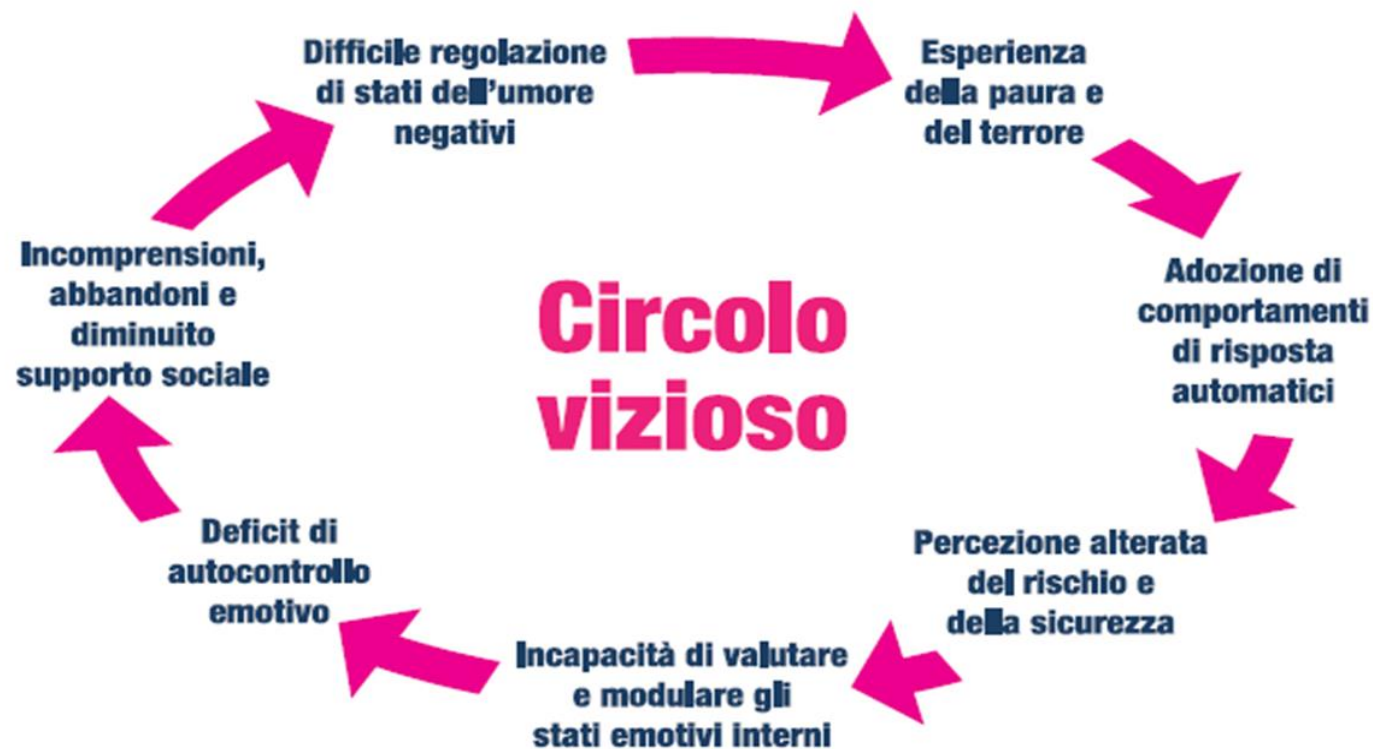 Difficile regolazione
di stati dell'umore
negativi
Esperienza
della paura e
del terrore
Adozione di
comportamenti
di risposta
automatici
Percezione alterata
del rischio e
della sicurezza
Incapacità di valutare
e modulare gli
stati emotivi interni
Deficit di
autocontrollo
emotivo
Incomprensioni,
abbandoni e
diminuito
supporto sociale
Circolo
vizioso